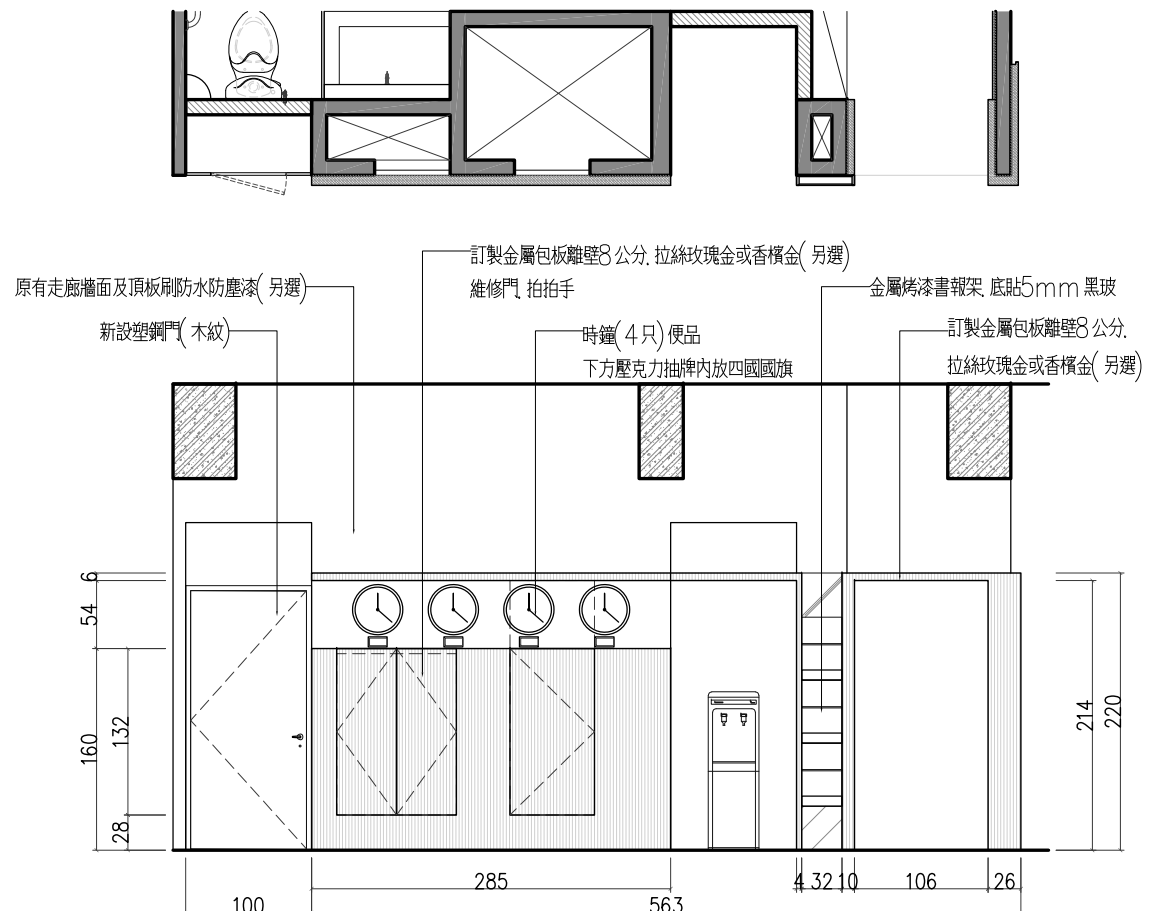 訂製金屬包板離壁8公分. 拉絲玫瑰金或香檳金(另選)
維修門. 拍拍手
原有走廊牆面及頂板刷防水防塵漆(另選)
金屬烤漆書報架. 底貼5mm 黑玻
新設塑鋼門(木紋)
時鐘(4只)便品
下方壓克力抽牌內放四國國旗
訂製金屬包板離壁8公分.
拉絲玫瑰金或香檳金(另選)
6
54
160
132
28
214
220
285
4
32
10
106
26
100
563